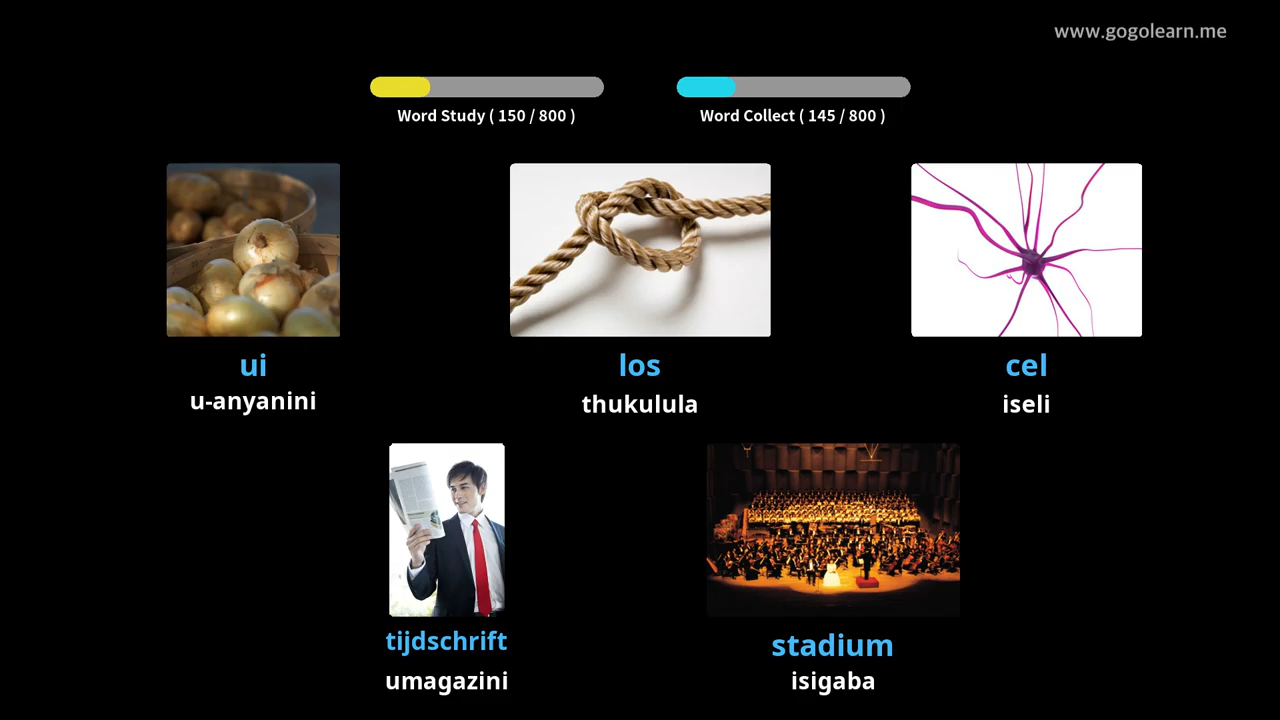 www.gogolearn.me
Word Study ( 150 / 800 )
Word Collect ( 145 / 800 )
ui
u-anyanini
los
thukulula
cel
iseli
tijdschrift
umagazini
stadium
isigaba